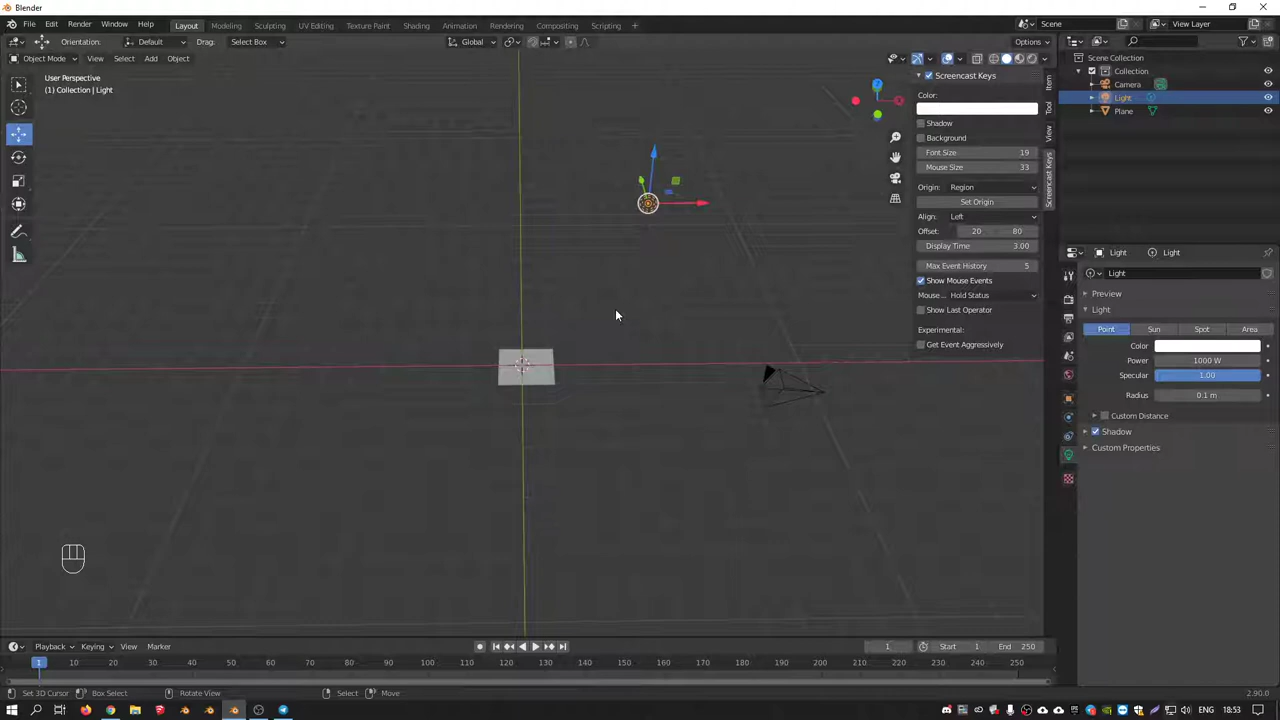 Blender
File Edit Render Window Help Layout Modeling Sculpting UV Editing Texture Paint Shading Animation Rendering Compositing Scripting + Scene View Layer
Orientation: Default Drag: Select Box Global Options
Object Mode View Select Add Object
User Perspective
(1) Collection | Light
Screencast Keys
Color:
Shadow
Background
Font Size 19
Mouse Size 33
Origin: Region
Set Origin
Align: Left
Offset: 20 80
Display Time 3.00
Max Event History 5
Show Mouse Events
Mouse... Hold Status
Show Last Operator
Experimental:
Get Event Aggressively
Item
Tool
View
Screencast Keys
Z
Scene Collection
Collection
Camera
Light
Plane
Light Light
Light
Preview
Light
Point Sun Spot Area
Color
Power 1000 W
Specular 1.00
Radius 0.1 m
Custom Distance
Shadow
Custom Properties
Playback Keying View Marker 1 Start 1 End 250
1 10 20 30 40 50 60 70 80 90 100 110 120 130 140 150 160 170 180 190 200 210 220 230 240 250
Set 3D Cursor Box Select Rotate View Select Move 2.90.0
ENG 18:53